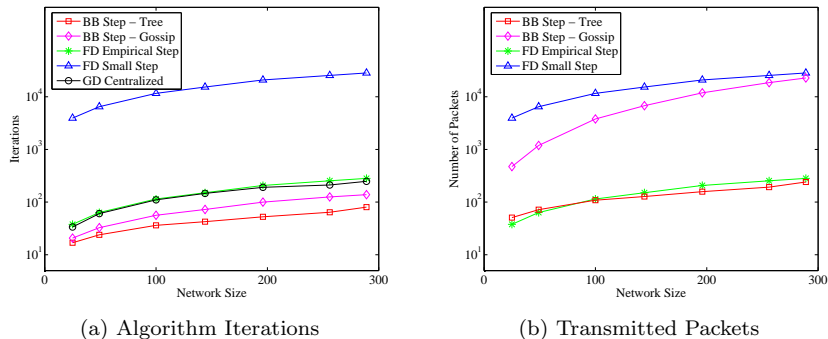 BB Step – Tree
BB Step – Gossip
FD Empirical Step
FD Small Step
GD Centralized
10^4
10^3
10^2
10^1
Iterations
0
100
200
300
Network Size
(a) Algorithm Iterations
BB Step – Tree
BB Step – Gossip
FD Empirical Step
FD Small Step
10^4
10^3
10^2
10^1
Number of Packets
0
100
200
300
Network Size
(b) Transmitted Packets